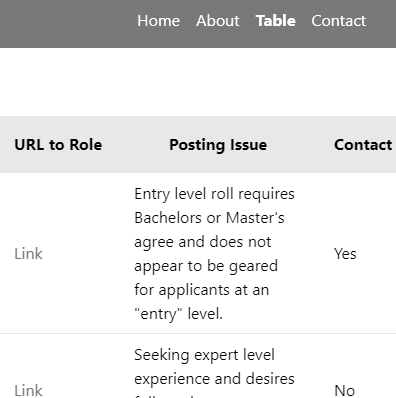 Home About Table Contact
URL to Role Posting Issue Contact
Entry level roll requires
Bachelors or Master's
agree and does not
appear to be geared
Link Yes
for applicants at an
"entry" level.
Seeking expert level
experience and desires
Link No